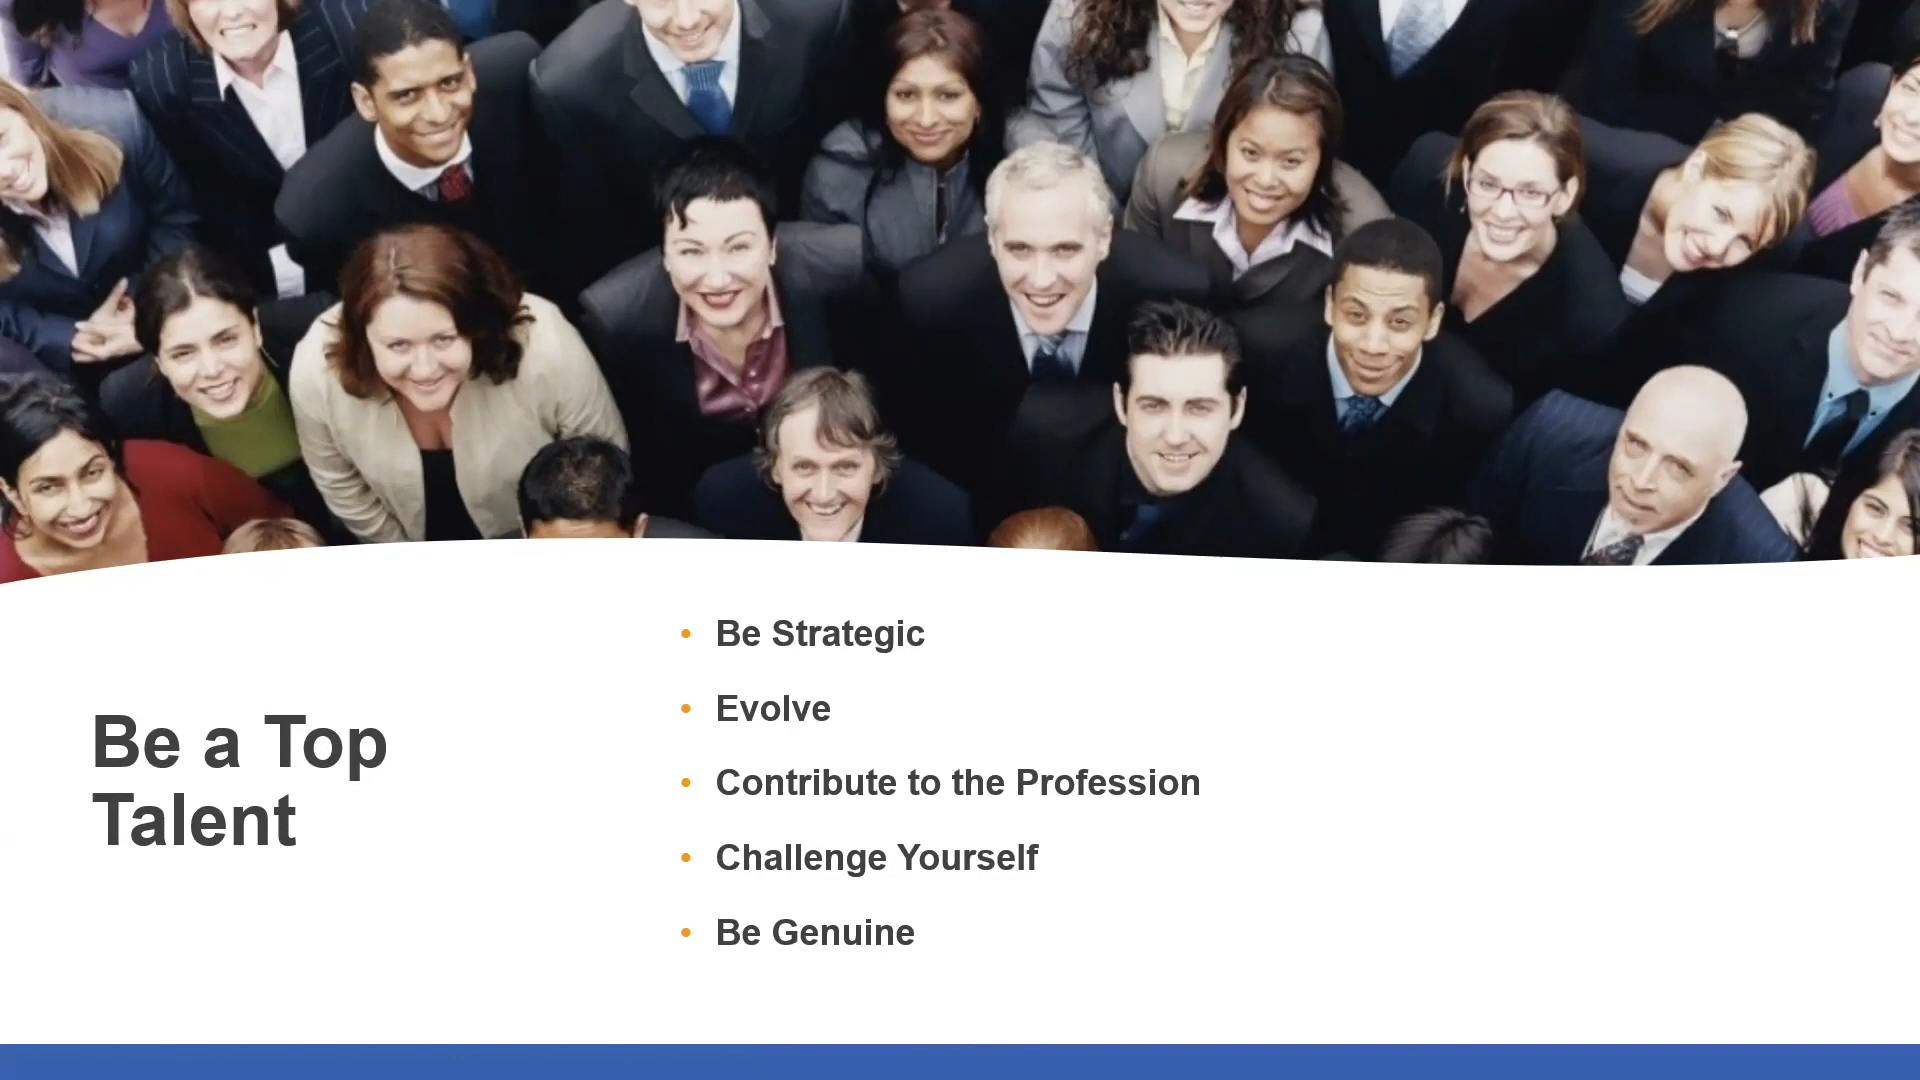 Be a Top
Talent
Be Strategic
Evolve
Contribute to the Profession
Challenge Yourself
Be Genuine